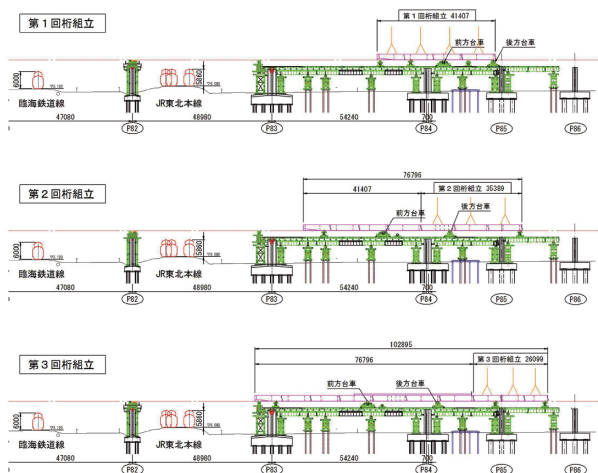 第1回桁組立
第1回桁組立 41407
前方台車
後方台車
6000
5860
臨海鉄道線
JR東北本線
47080
48980
54240
700
P82
P83
P84
P85
P86
第2回桁組立
76796
41407
第2回桁組立 35389
前方台車
後方台車
6000
5860
臨海鉄道線
JR東北本線
47080
48980
54240
700
P82
P83
P84
P85
P86
第3回桁組立
102895
76796
第3回桁組立 26099
前方台車
後方台車
6000
5860
臨海鉄道線
JR東北本線
47080
48980
54240
700
P82
P83
P84
P85
P86